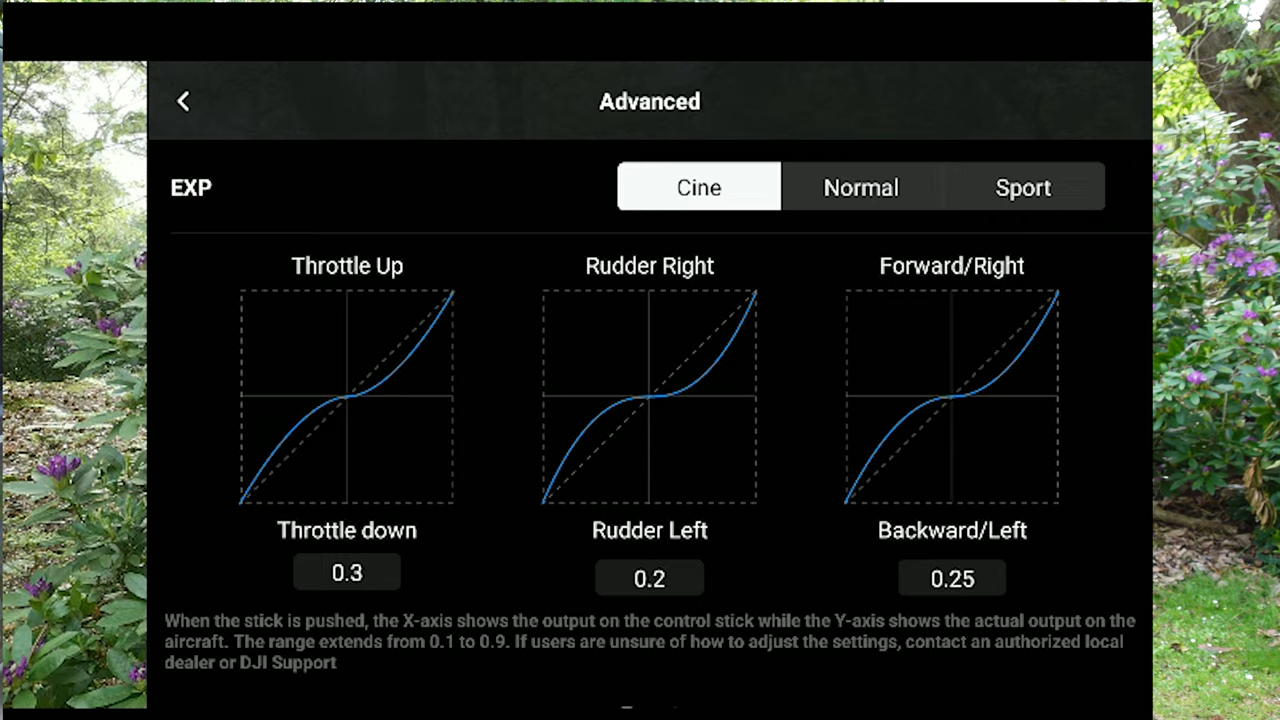 Advanced
EXP
Cine
Normal
Sport
Throttle Up
Rudder Right
Forward/Right
Throttle down
Rudder Left
Backward/Left
0.3
0.2
0.25
When the stick is pushed, the X-axis shows the output on the control stick while the Y-axis shows the actual output on the
aircraft. The range extends from 0.1 to 0.9. If users are unsure of how to adjust the settings, contact an authorized local
dealer or DJI Support